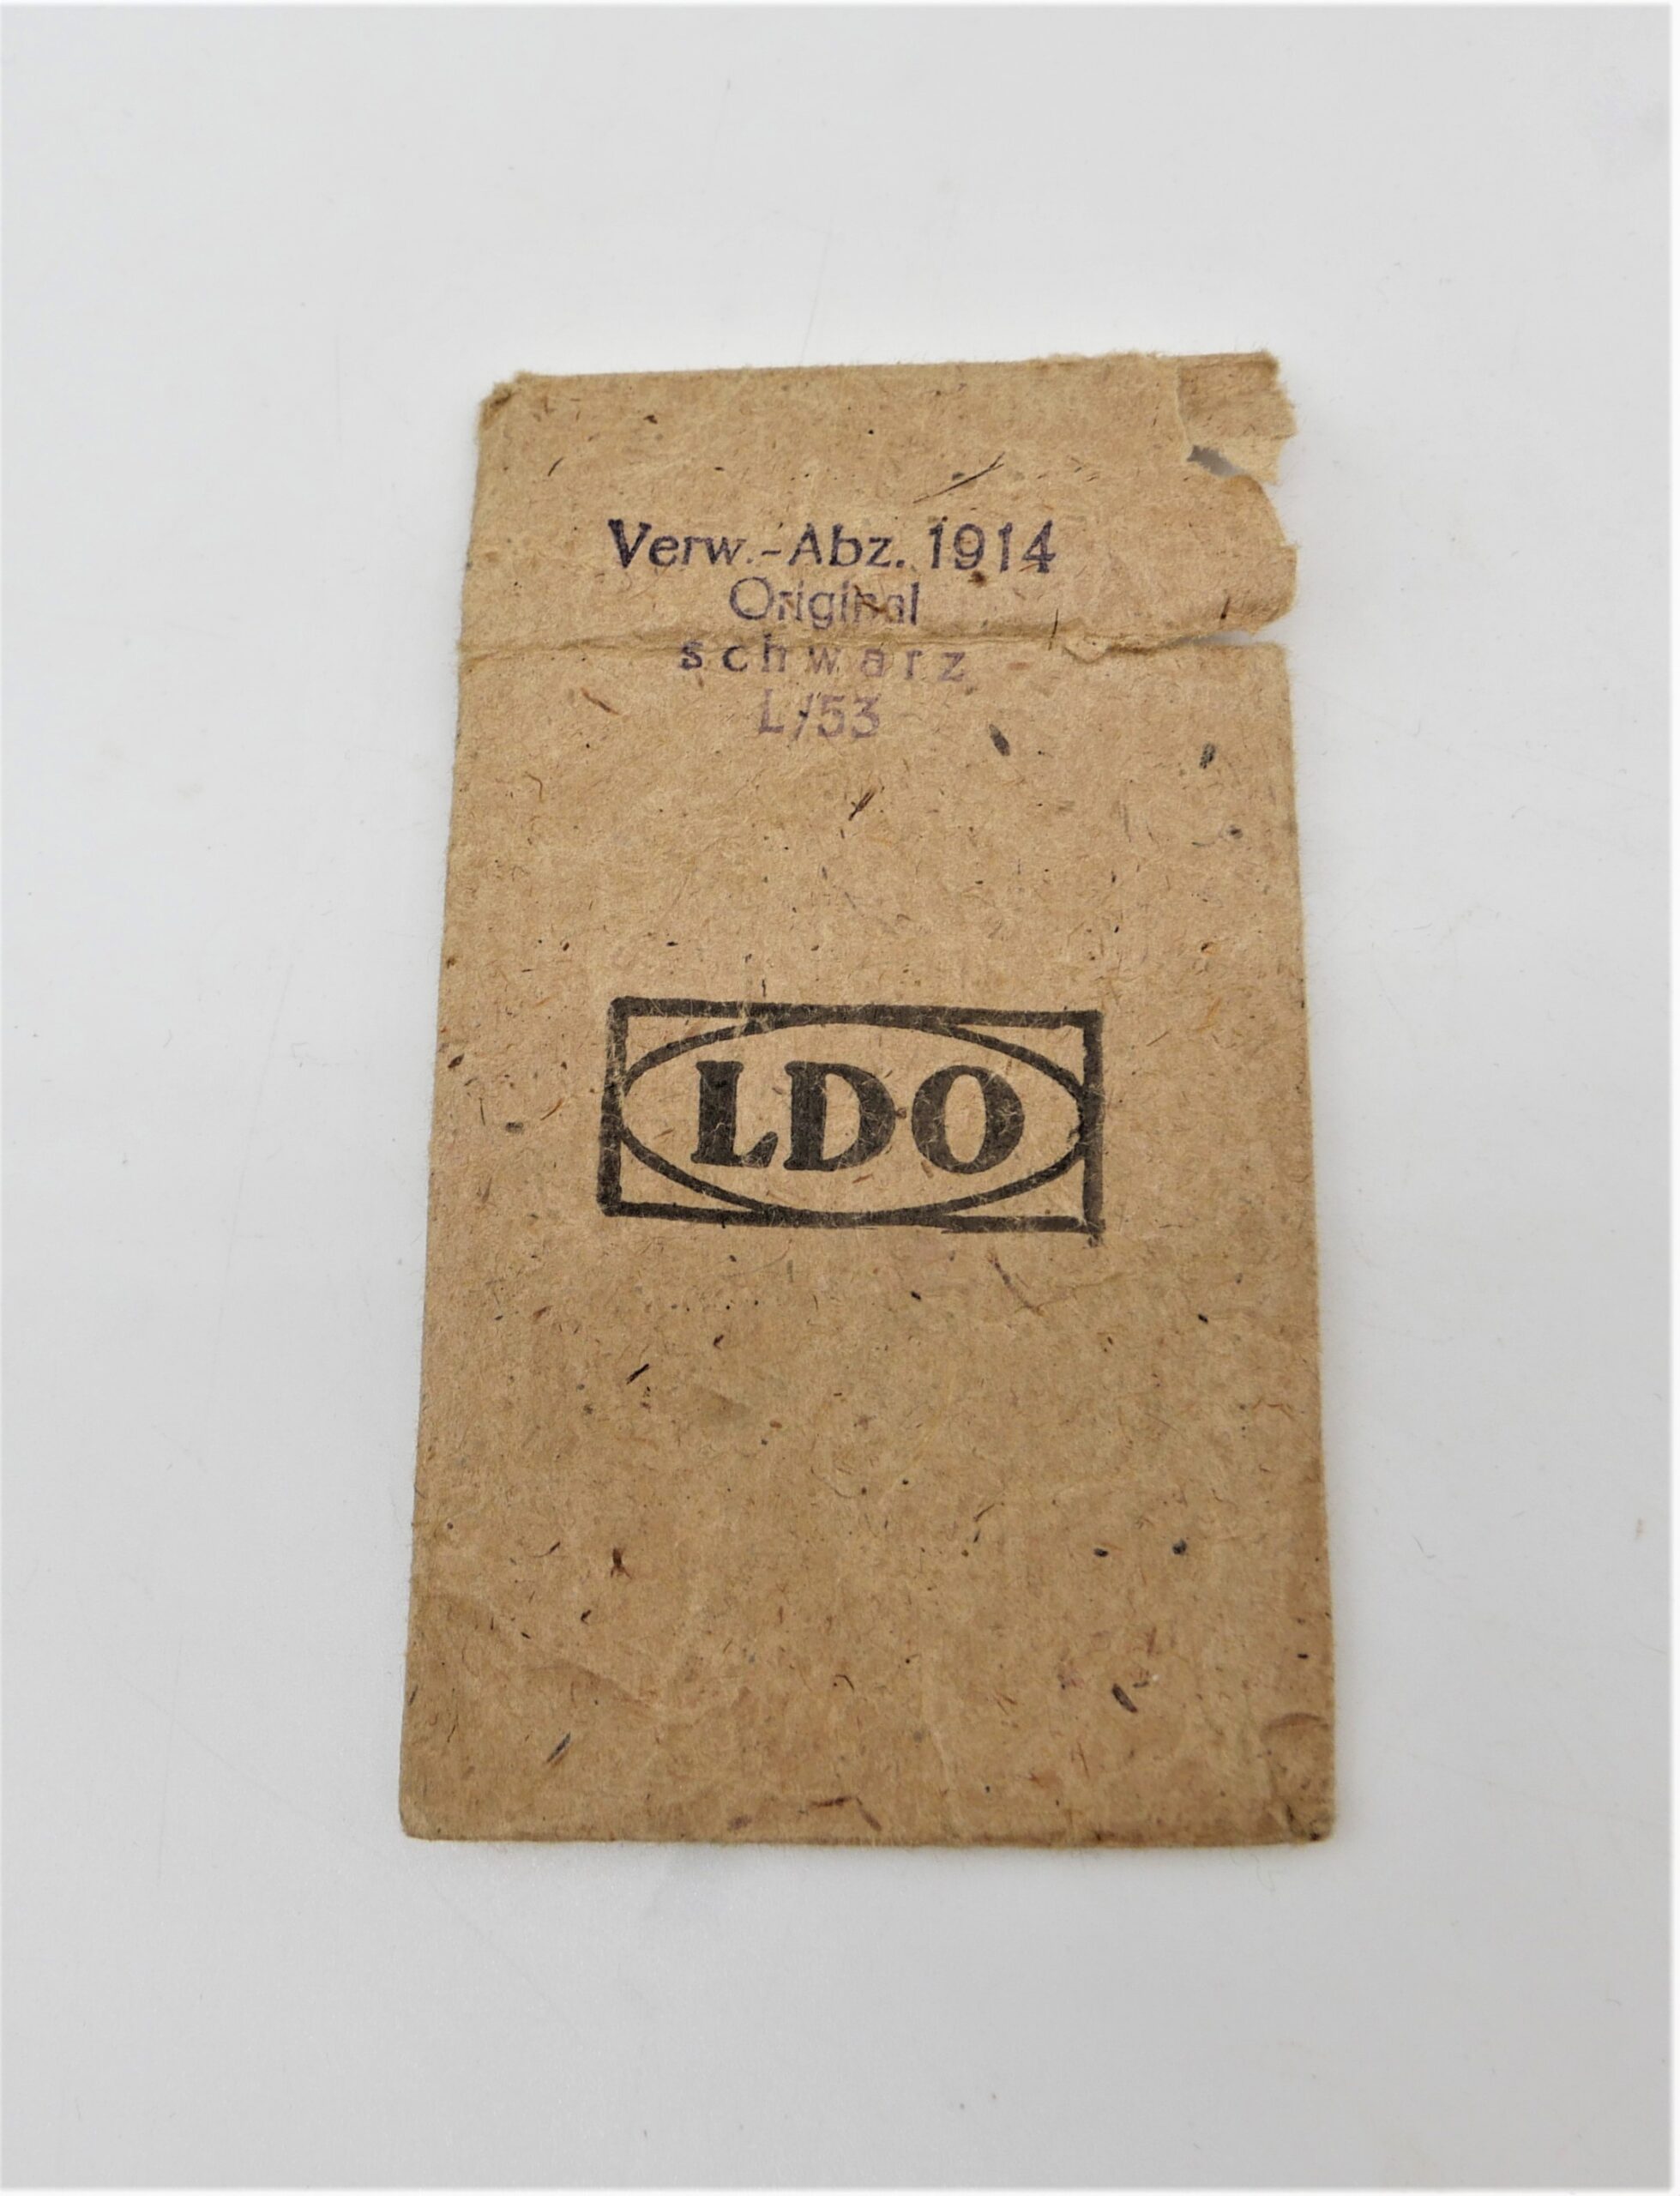 Verw.-Abz. 1914
Original
schwarz
L/53
LDO